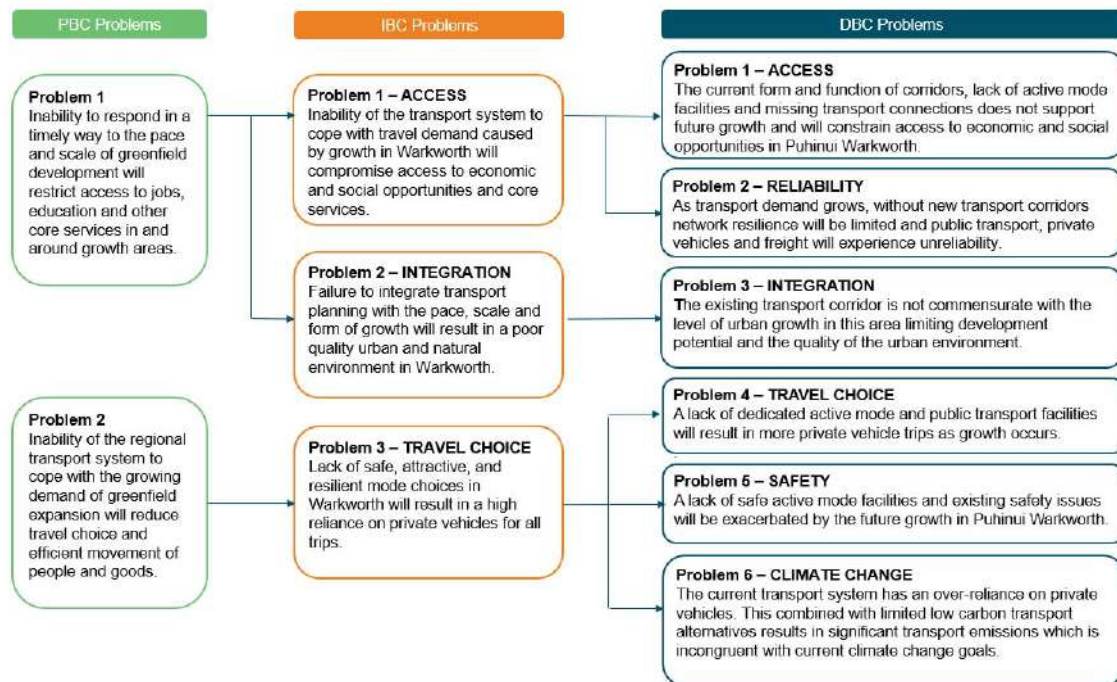 PBC Problems
Problem 1
Inability to respond in a
timely way to the pace
and scale of greenfield
development will
restrict access to jobs,
education and other
core services in and
around growth areas.
Problem 2
Inability of the regional
transport system to
cope with the growing
demand of greenfield
expansion will reduce
travel choice and
efficient movement of
people and goods.
IBC Problems
Problem 1 – ACCESS
Inability of the transport system to
cope with travel demand caused
by growth in Warkworth will
compromise access to economic
and social opportunities and core
services.
Problem 2 – INTEGRATION
Failure to integrate transport
planning with the pace, scale and
form of growth will result in a poor
quality urban and natural
environment in Warkworth.
Problem 3 – TRAVEL CHOICE
Lack of safe, attractive, and
resilient mode choices in
Warkworth will result in a high
reliance on private vehicles for all
trips.
DBC Problems
Problem 1 – ACCESS
The current form and function of corridors, lack of active mode
facilities and missing transport connections does not support
future growth and will constrain access to economic and social
opportunities in Puhinui Warkworth.
Problem 2 – RELIABILITY
As transport demand grows, without new transport corridors
network resilience will be limited and public transport, private
vehicles and freight will experience unreliability.
Problem 3 – INTEGRATION
The existing transport corridor is not commensurate with the
level of urban growth in this area limiting development
potential and the quality of the urban environment.
Problem 4 – TRAVEL CHOICE
A lack of dedicated active mode and public transport facilities
will result in more private vehicle trips as growth occurs.
Problem 5 – SAFETY
A lack of safe active mode facilities and existing safety issues
will be exacerbated by the future growth in Puhinui Warkworth.
Problem 6 – CLIMATE CHANGE
The current transport system has an over-reliance on private
vehicles. This combined with limited low carbon transport
alternatives results in significant transport emissions which is
incongruent with current climate change goals.